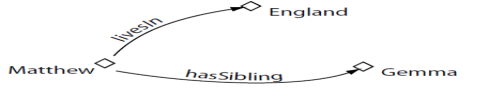 England
livesIn
Matthew
hasSibling
Gemma